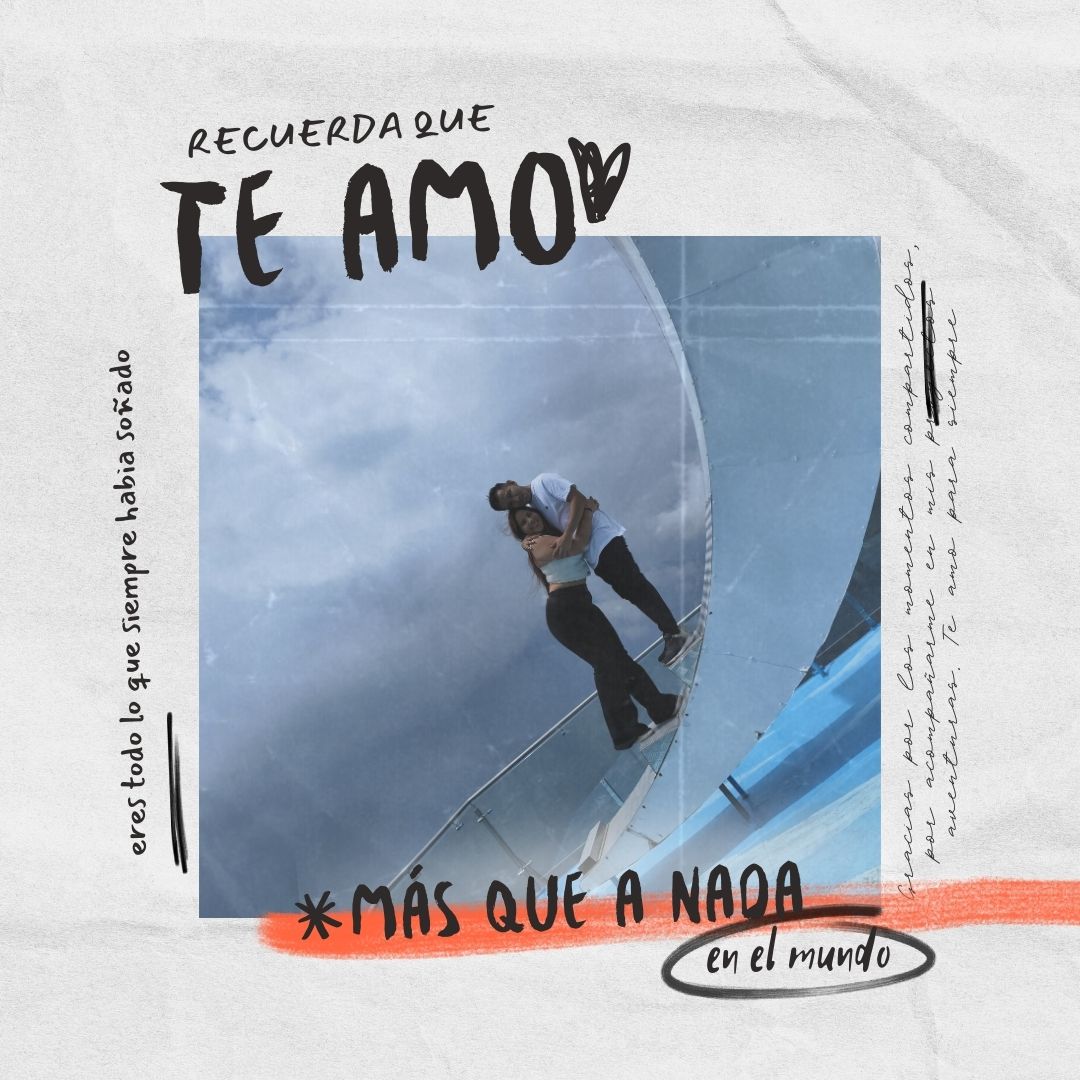 RECUERDA QUE
TE AMO
eres todo lo que siempre habia soñado
Gracias por los momentos compartidos,
por acompañarme en mis
aventuras. Te amo para siempre
*MÁS QUE A NADA
en el mundo